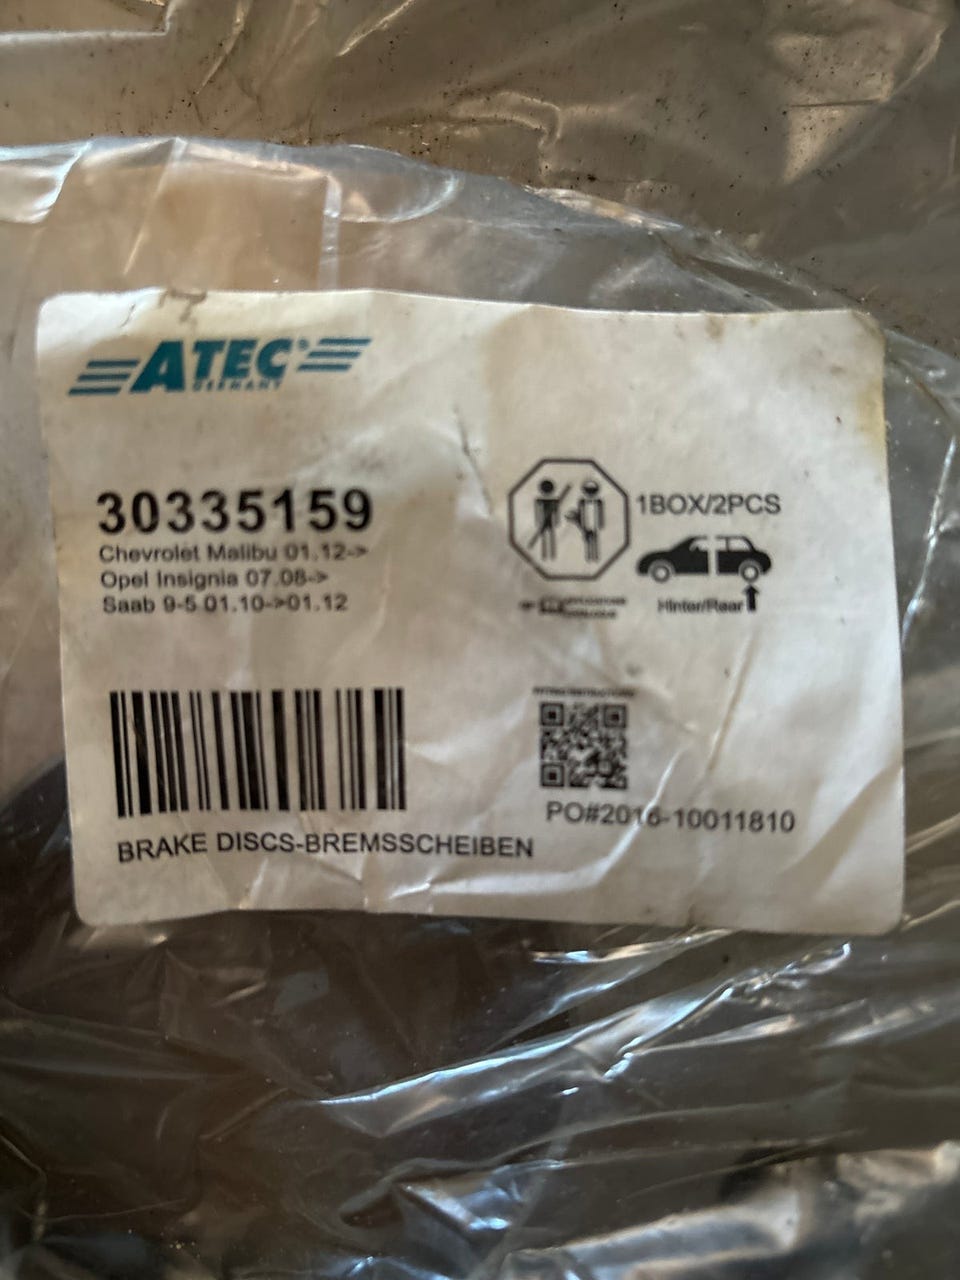 ATEC®
GERMANY
30335159
Chevrolet Malibu 01.12->
Opel Insignia 07.08->
Saab 9-5 01.10->01.12
1BOX/2PCS
Hinter/Rear
PO#2016-10011810
BRAKE DISCS-BREMSSCHEIBEN